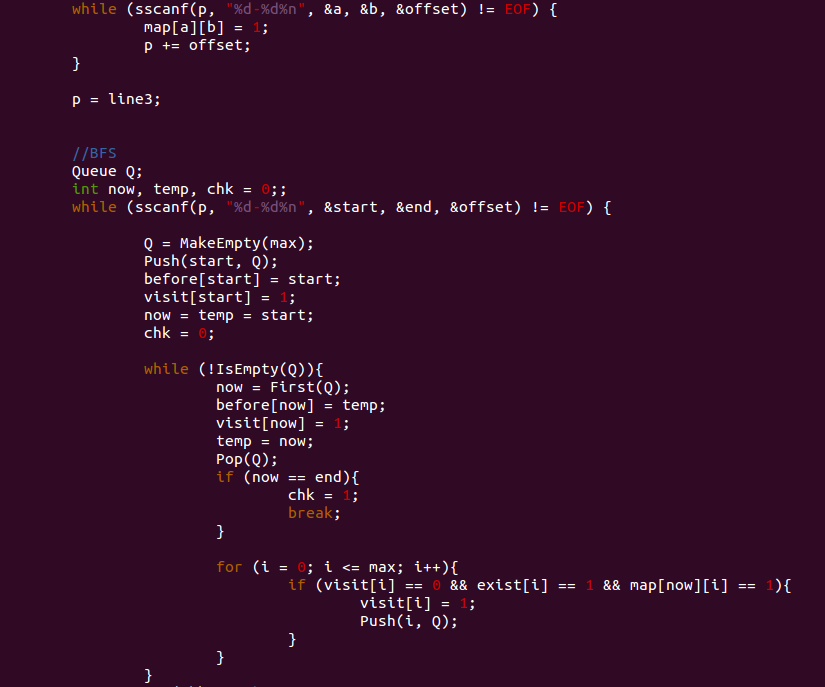 while (sscanf(p, "%d-%d%n", &a, &b, &offset) != EOF) {
map[a][b] = 1;
p += offset;
}
p = line3;
//BFS
Queue Q;
int now, temp, chk = 0;;
while (sscanf(p, "%d-%d%n", &start, &end, &offset) != EOF) {
Q = MakeEmpty(max);
Push(start, Q);
before[start] = start;
visit[start] = 1;
now = temp = start;
chk = 0;
while (!IsEmpty(Q)){
now = First(Q);
before[now] = temp;
visit[now] = 1;
temp = now;
Pop(Q);
if (now == end){
chk = 1;
break;
}
for (i = 0; i <= max; i++){
if (visit[i] == 0 && exist[i] == 1 && map[now][i] == 1){
visit[i] = 1;
Push(i, Q);
}
}
}